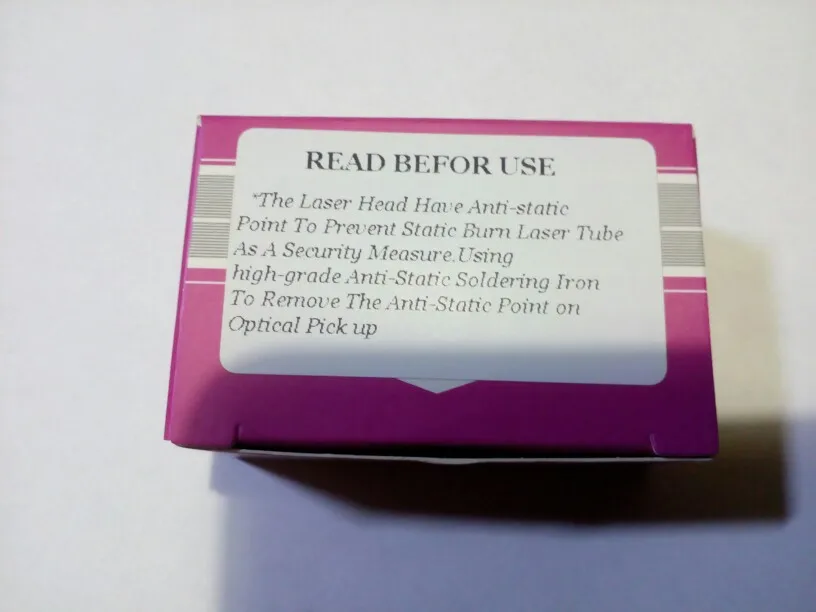 READ BEFOR USE
*The Laser Head Have Anti-static
Point To Prevent Static Burn Laser Tube
As A Security Measure.Using
high-grade Anti-Static Soldering Iron
To Remove The Anti-Static Point on
Optical Pick up